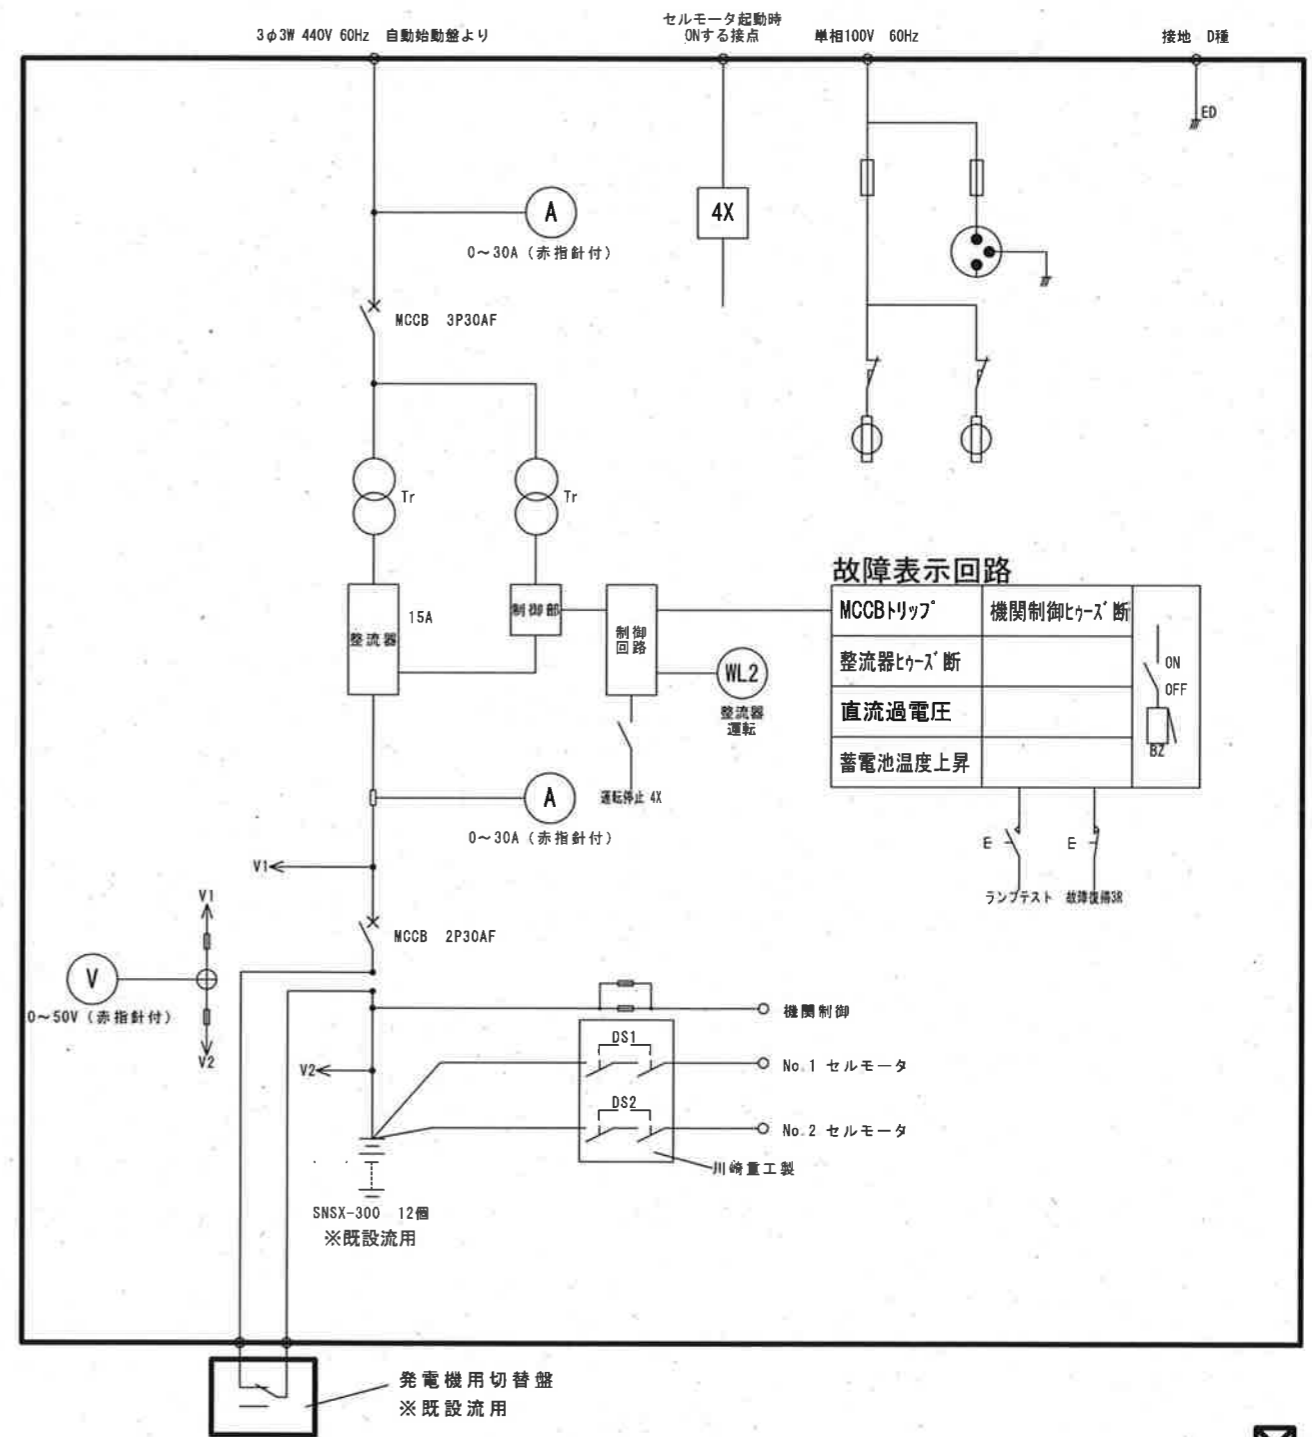 3φ3W 440V 60Hz 自動始動盤より
セルモータ起動時
ONする接点
単相100V 60Hz
接地 D種
ED
A
0～30A (赤指針付)
4X
MCCB 3P30AF
Tr
Tr
整流器
15A
制御部
制御
回路
WL2
整流器
運転
運転停止 4X
故障表示回路
MCCBトリップ 機関制御ヒューズ断
整流器ヒューズ断
直流過電圧
蓄電池温度上昇
ON
OFF
BZ
A
0～30A (赤指針付)
E
E
ランプテスト 故障復帰3R
V1
V1
MCCB 2P30AF
V
0～50V (赤指針付)
V2
V2
機関制御
DS1
No.1 セルモータ
DS2
No.2 セルモータ
川崎重工製
SNSX-300 12個
※既設流用
発電機用切替盤
※既設流用